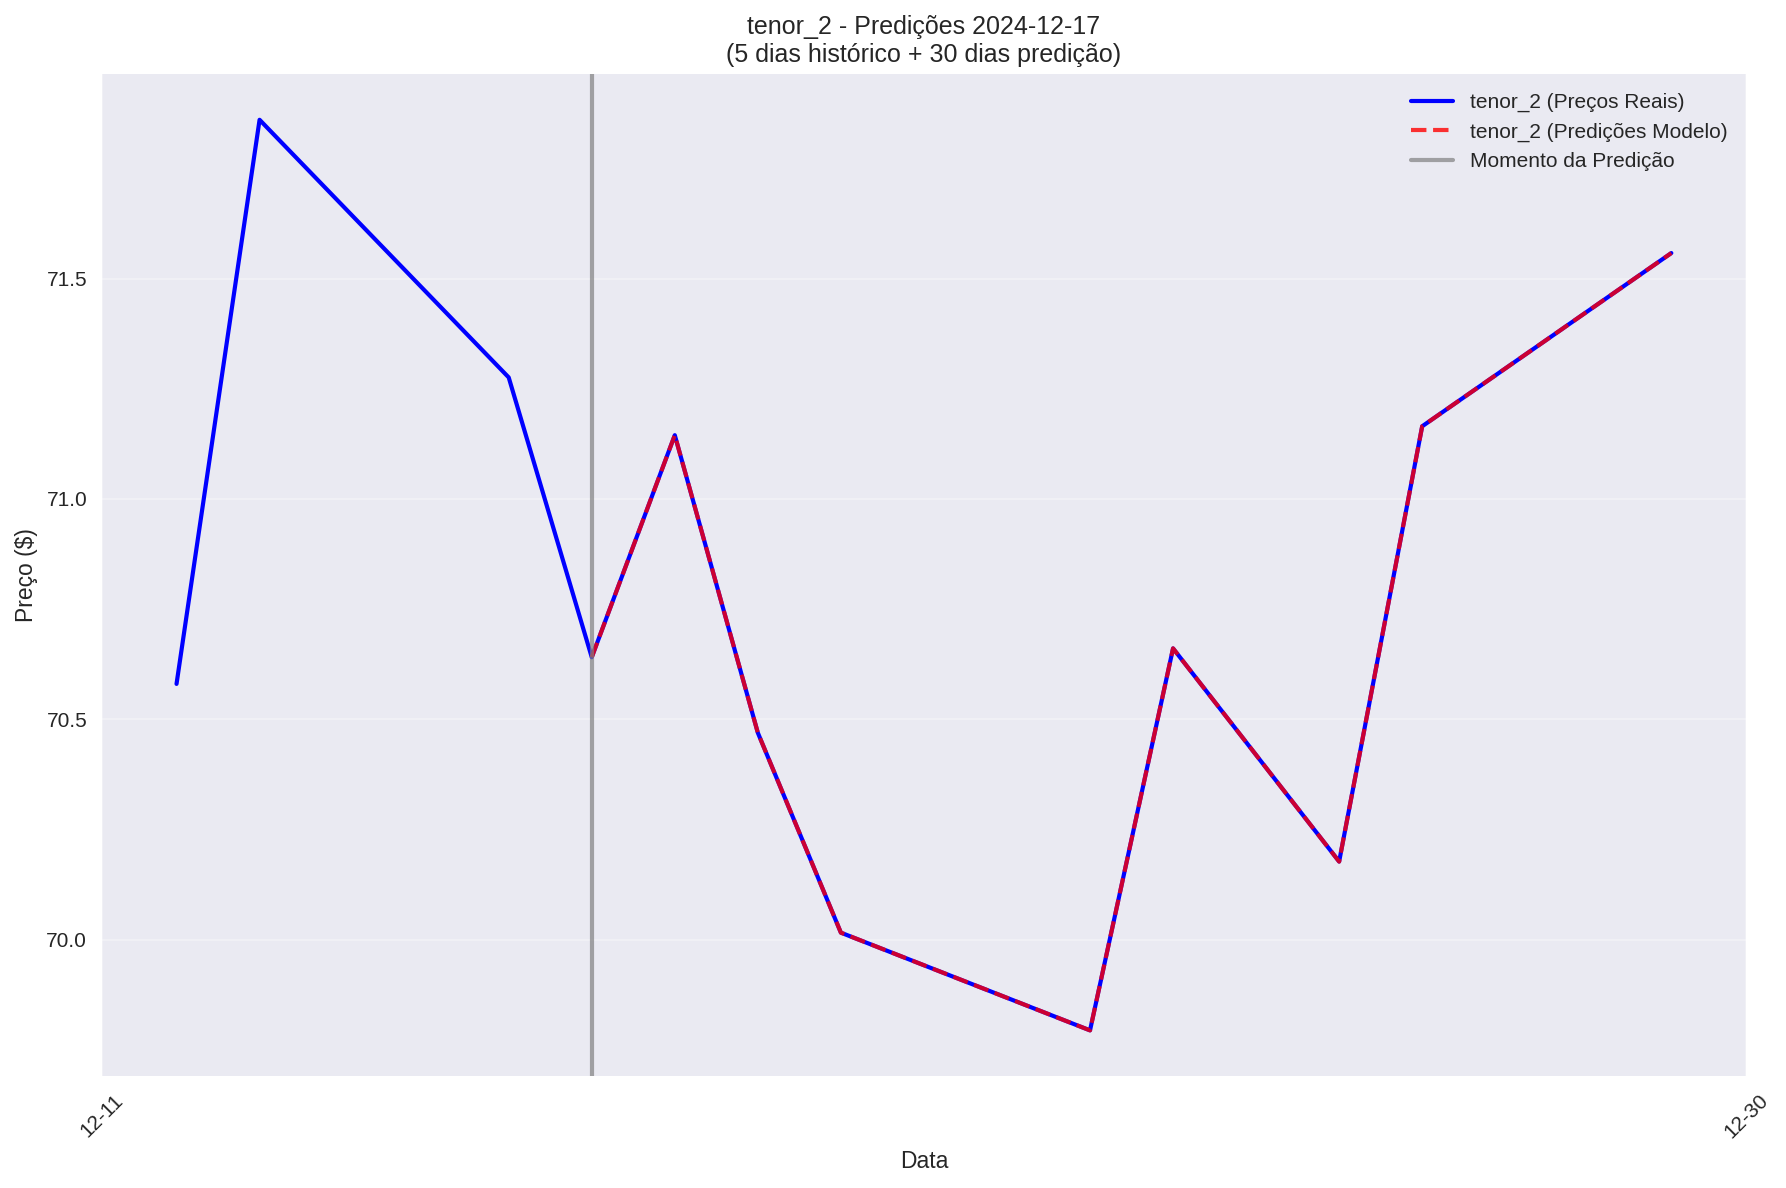 tenor_2 - Predições 2024-12-17
(5 dias histórico + 30 dias predição)
tenor_2 (Preços Reais)
tenor_2 (Predições Modelo)
Momento da Predição
71.5
71.0
70.5
70.0
Preço ($)
12-11
12-30
Data